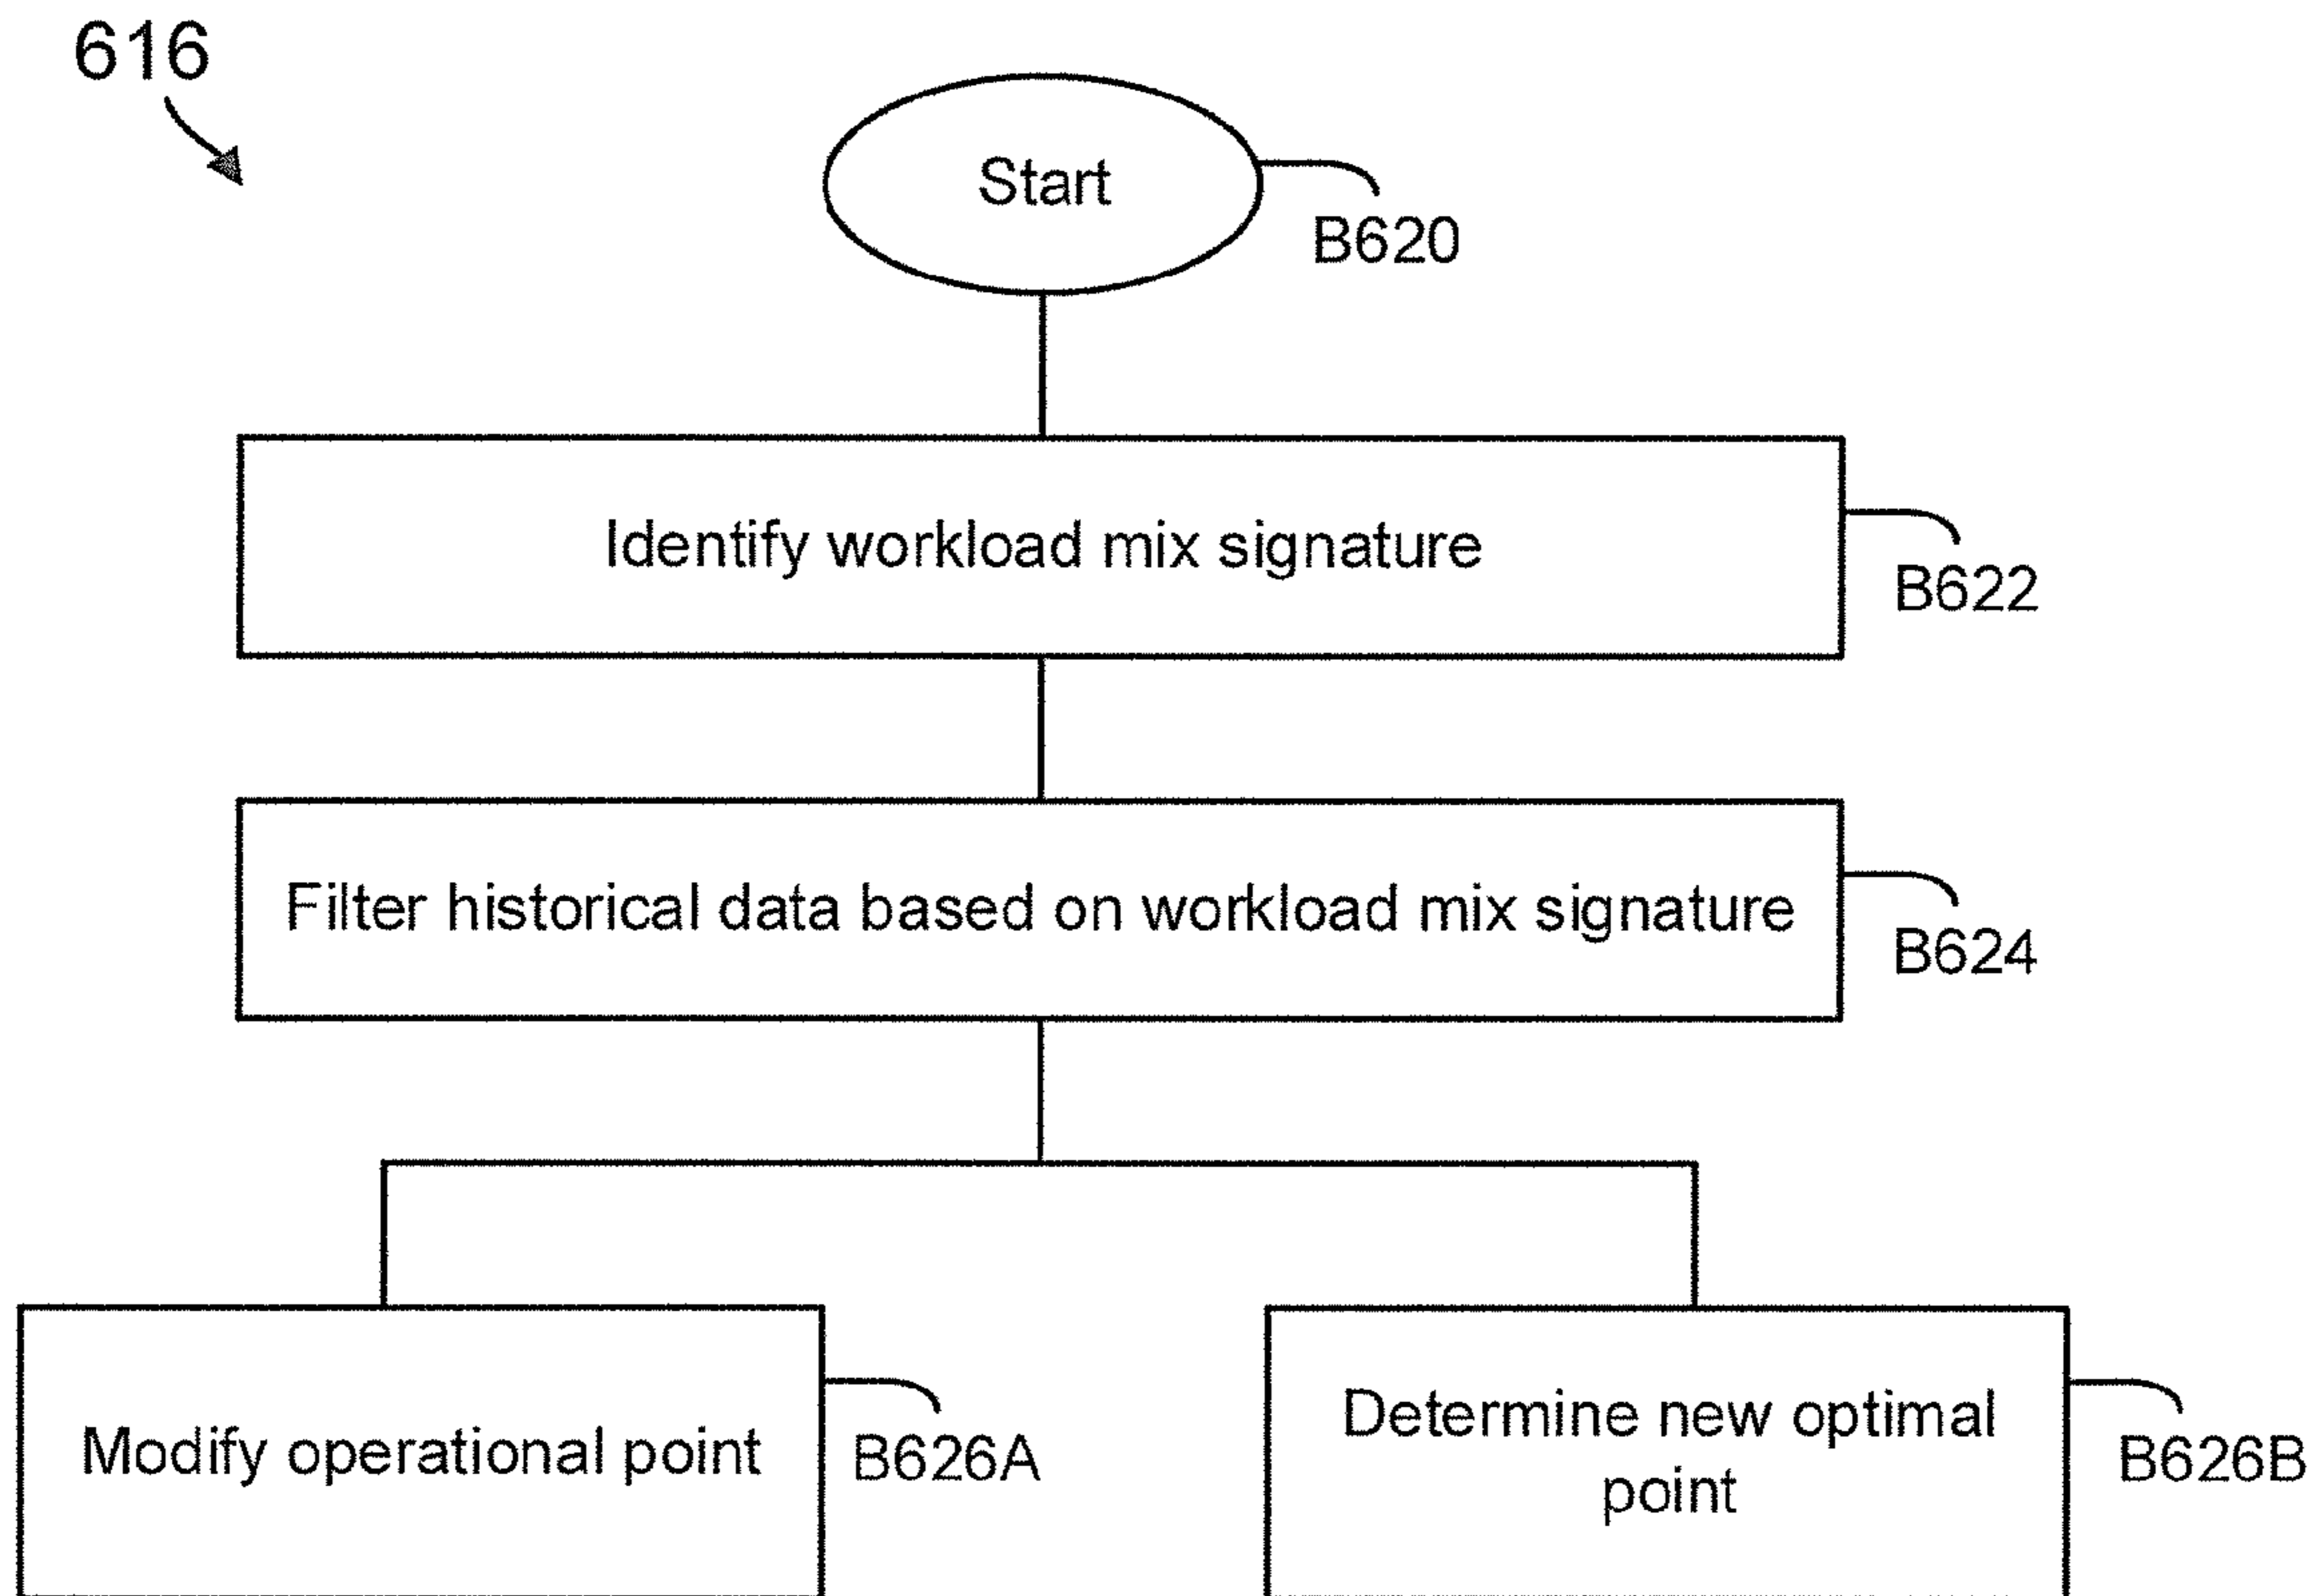 616
Start
B620
Identify workload mix signature
B622
Filter historical data based on workload mix signature
B624
Modify operational point
B626A
Determine new optimal
point
B626B